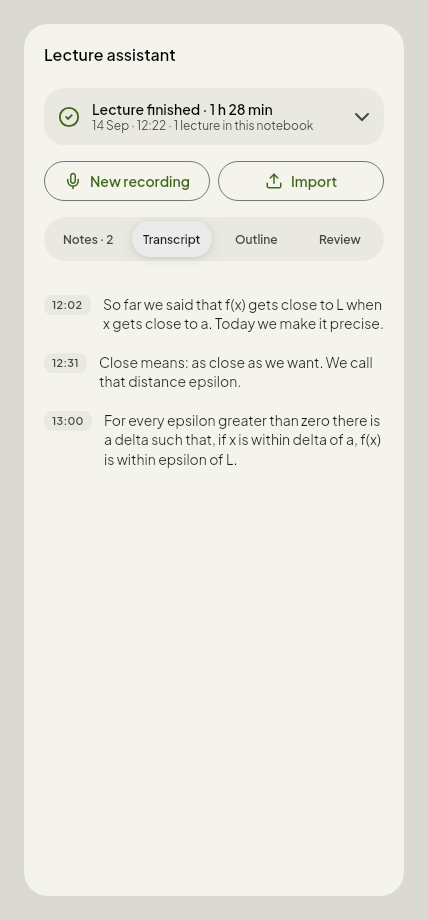 Lecture assistant
Lecture finished · 1 h 28 min
14 Sep · 12:22 · 1 lecture in this notebook
New recording
Import
Notes · 2
Transcript
Outline
Review
12:02
So far we said that f(x) gets close to L when
x gets close to a. Today we make it precise.
12:31
Close means: as close as we want. We call
that distance epsilon.
13:00
For every epsilon greater than zero there is
a delta such that, if x is within delta of a, f(x)
is within epsilon of L.